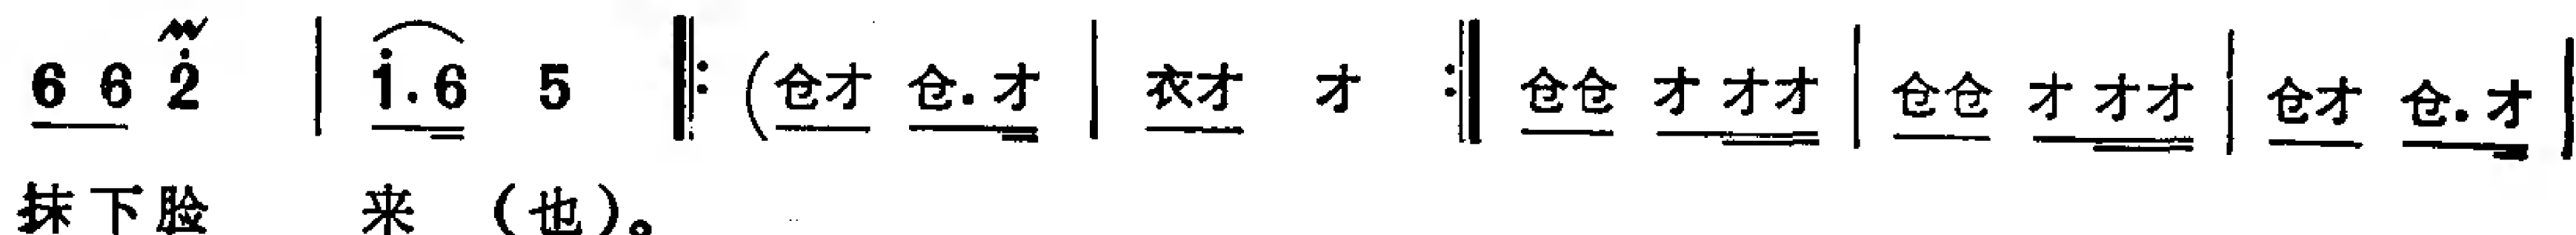 6 6 2̇ | 1̇.6 5 ‖: (仓才 仓.才 | 衣才 才 :‖ 仓仓 才 才才 | 仓仓 才 才才 | 仓才 仓.才 |
抹下脸 来 (也)。